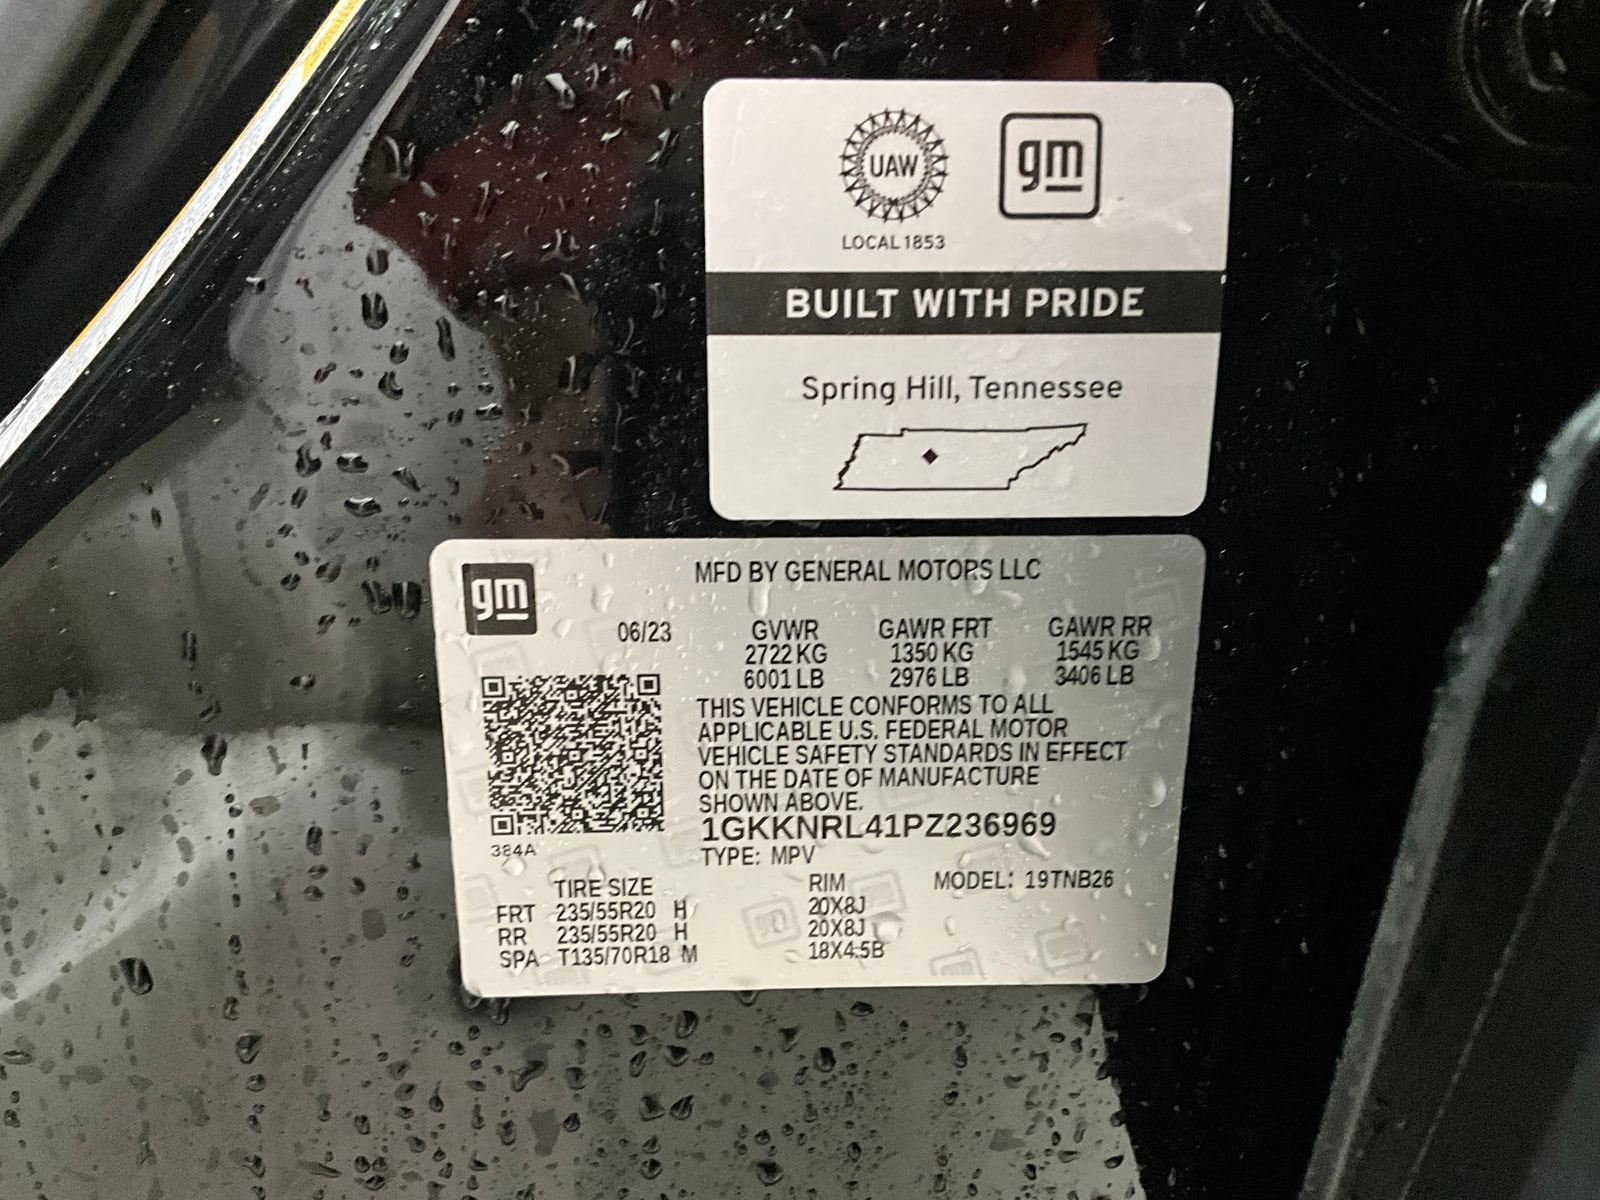 UAW
gm
LOCAL 1853
BUILT WITH PRIDE
Spring Hill, Tennessee
gm
MFD BY GENERAL MOTORS LLC
06/23 GVWR GAWR FRT GAWR RR
2722 KG 1350 KG 1545 KG
6001 LB 2976 LB 3406 LB
THIS VEHICLE CONFORMS TO ALL
APPLICABLE U.S. FEDERAL MOTOR
VEHICLE SAFETY STANDARDS IN EFFECT
ON THE DATE OF MANUFACTURE
SHOWN ABOVE.
1GKKNRL41PZ236969
384A
TYPE: MPV
TIRE SIZE RIM MODEL: 19TNB26
FRT 235/55R20 H 20X8J
RR 235/55R20 H 20X8J
SPA T135/70R18 M 18X4.5B